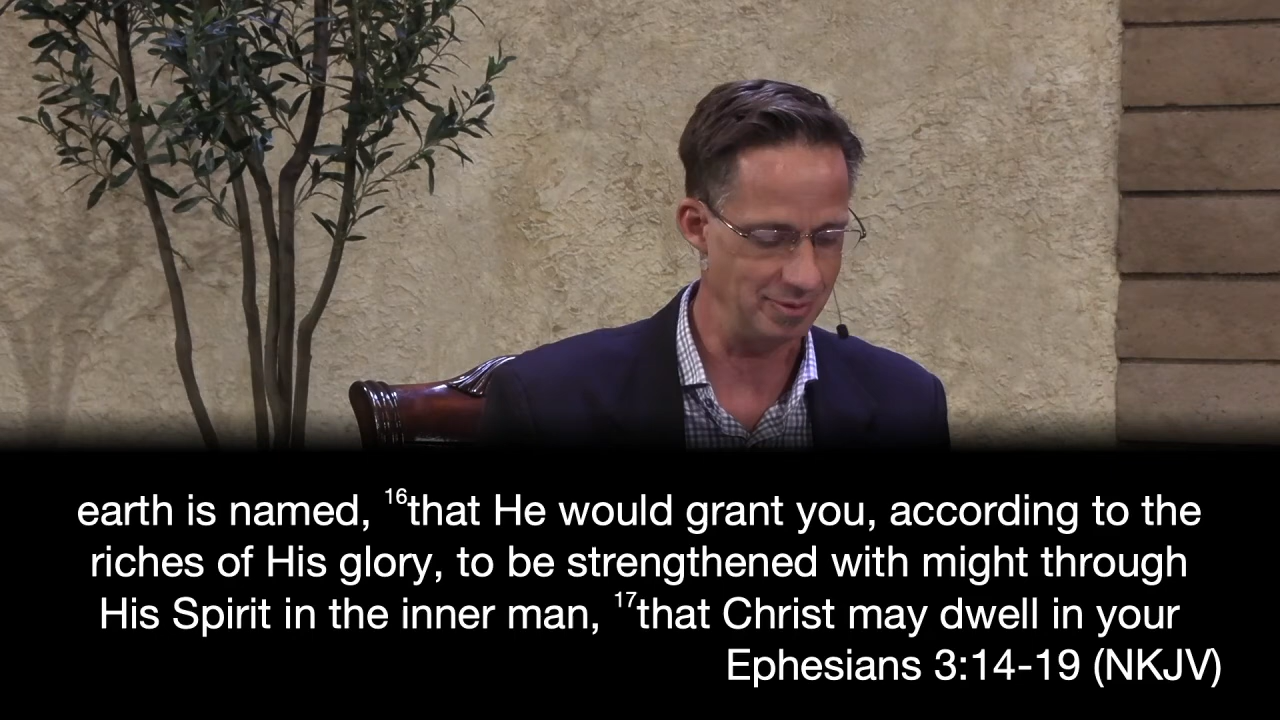 earth is named, 16that He would grant you, according to the
riches of His glory, to be strengthened with might through
His Spirit in the inner man, 17that Christ may dwell in your
Ephesians 3:14-19 (NKJV)